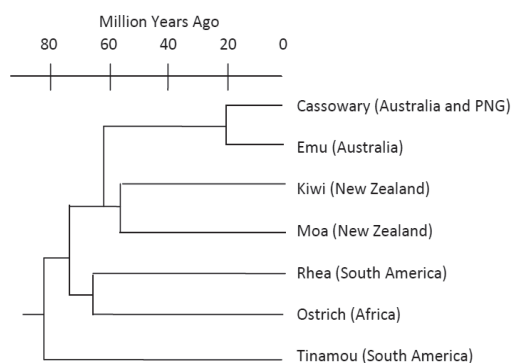 Million Years Ago
80 60 40 20 0
Cassowary (Australia and PNG)
Emu (Australia)
Kiwi (New Zealand)
Moa (New Zealand)
Rhea (South America)
Ostrich (Africa)
Tinamou (South America)